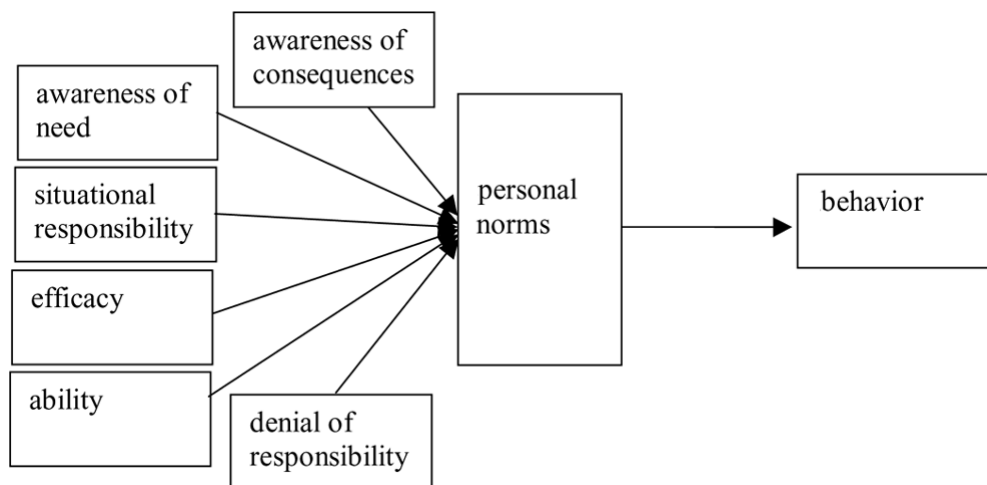 awareness of
consequences
awareness of
need
situational
responsibility
efficacy
ability
denial of
responsibility
personal
norms
behavior